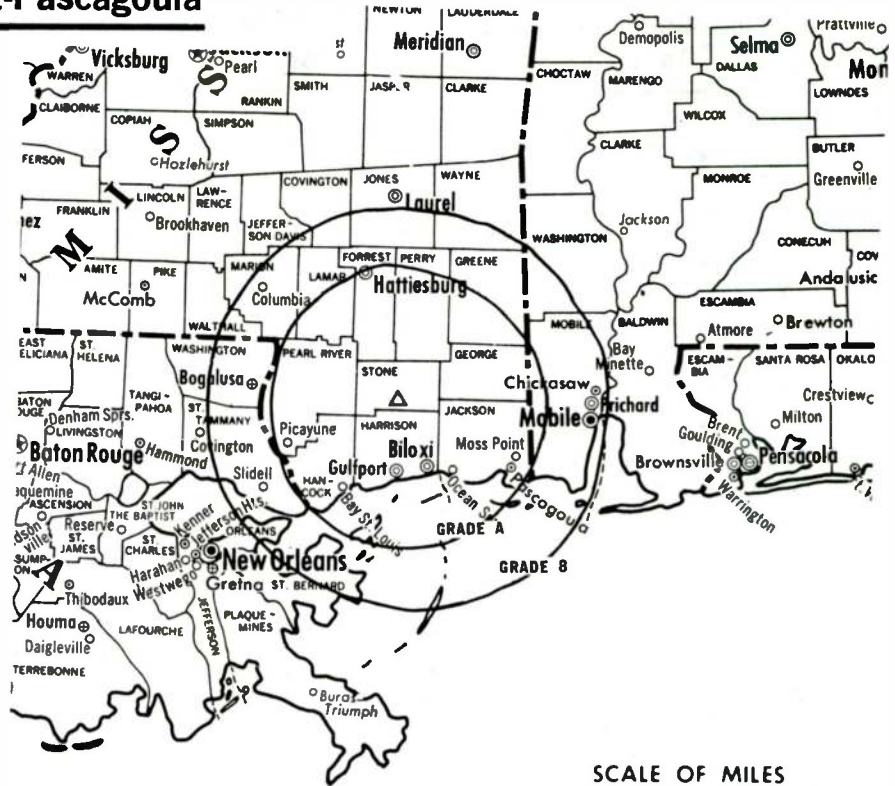 -Pascagoula
NEWTON
LAUDERDALE
Meridian
Demopolis
Selma
Prattville
Vicksburg
Pearl
WARREN
SMITH
CLARKE
CHOCTAW
MARENGO
DALLAS
Mon
LOWNDES
CLAIBORNE
RANKIN
S
COPIAH
SIMPSON
WILCOX
S
CLARKE
BUTLER
FERSON
Hazlehurst
COVINGTON
JONES
WAYNE
MONROE
Greenville
I
LINCOLN
LAW-
RENCE
Laurel
FRANKLIN
Brookhaven
JEFFER-
SON DAVIS
Jackson
WASHINGTON
CONECUH
M
AMITE
PIKE
MARION
FORREST
PERRY
GREENE
COV
LAMAR
Hattiesburg
Andalusic
McComb
Columbia
ESCAMBIA
WALTHALL
MOBILE
BALDWIN
Atmore
Brewton
EAST
ELICIANA
ST.
HELENA
WASHINGTON
PEARL RIVER
GEORGE
Bay
Minette
ESCAM-
BIA
SANTA ROSA
OKALO
STONE
Bogalusa
Chickasaw
Crestview
TANGI-
PAHOA
ST.
TAMMANY
JACKSON
Prichard
Mobile
Milton
Denham Sprs.
HARRISON
LIVINGSTON
Covington
Picayune
Biloxi
Moss Point
Brent
Goulding
Baton Rouge
Hammond
Gulfport
Brownsville
Pensacola
Slidell
HAN-
COCK
Bay St. Louis
Pascagoula
Warrington
ASCENSION
ST. JOHN
THE BAPTIST
Kenner
Jefferson Hts.
ORLEANS
GRADE A
Reserve
ST.
JAMES
ST.
CHARLES
New Orleans
GRADE B
Harahan
Westwego
Gretna
ST. BERNARD
A
Thibodaux
PLAQUE-
MINES
Houma
LAFOURCHE
JEFFERSON
Daigleville
TERREBONNE
Buras
Triumph
SCALE OF MILES